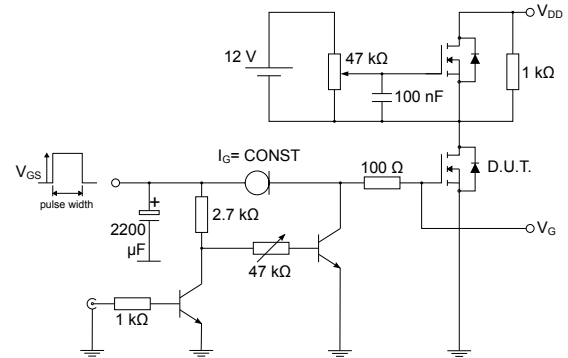 V_DD
12 V
47 kΩ
100 nF
1 kΩ
I_G= CONST
100 Ω
D.U.T.
V_GS
pulse width
+
2200
μF
2.7 kΩ
47 kΩ
V_G
1 kΩ